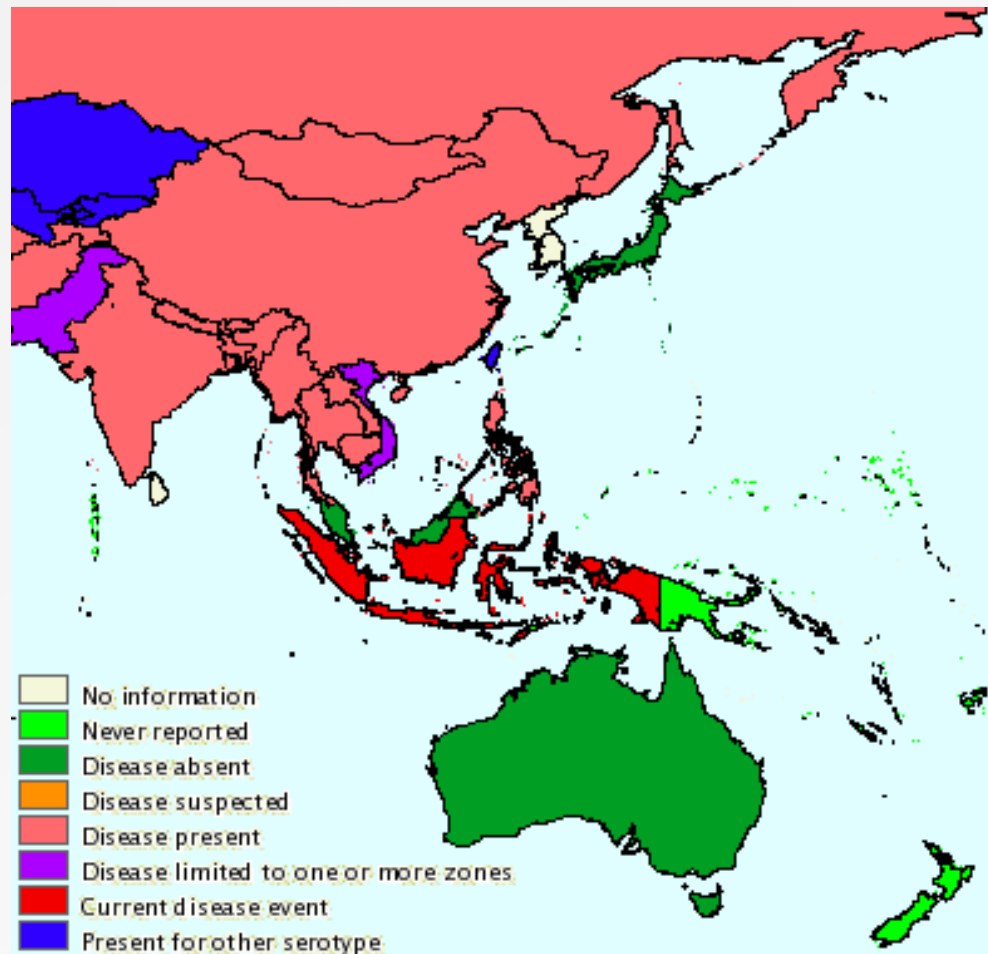 No information
Never reported
Disease absent
Disease suspected
Disease present
Disease limited to one or more zones
Current disease event
Present for other serotype